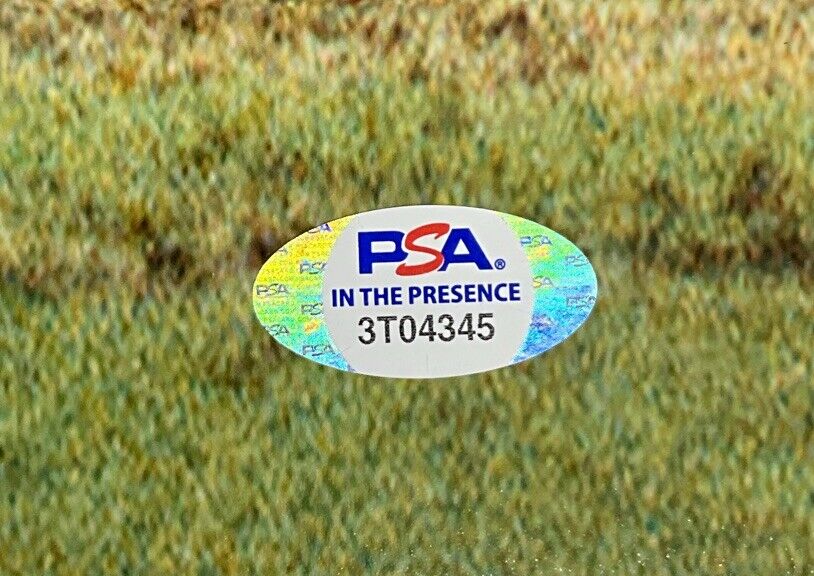 PSA®
IN THE PRESENCE
3T04345